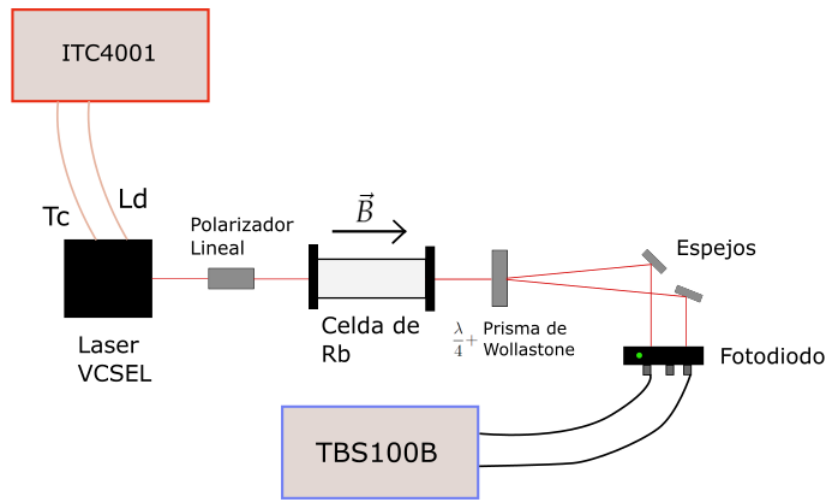 ITC4001
Tc
Ld
Polarizador
Lineal
B⃗
Laser
VCSEL
Celda de
Rb
λ/4 + Prisma de
Wollastone
Espejos
Fotodiodo
TBS100B